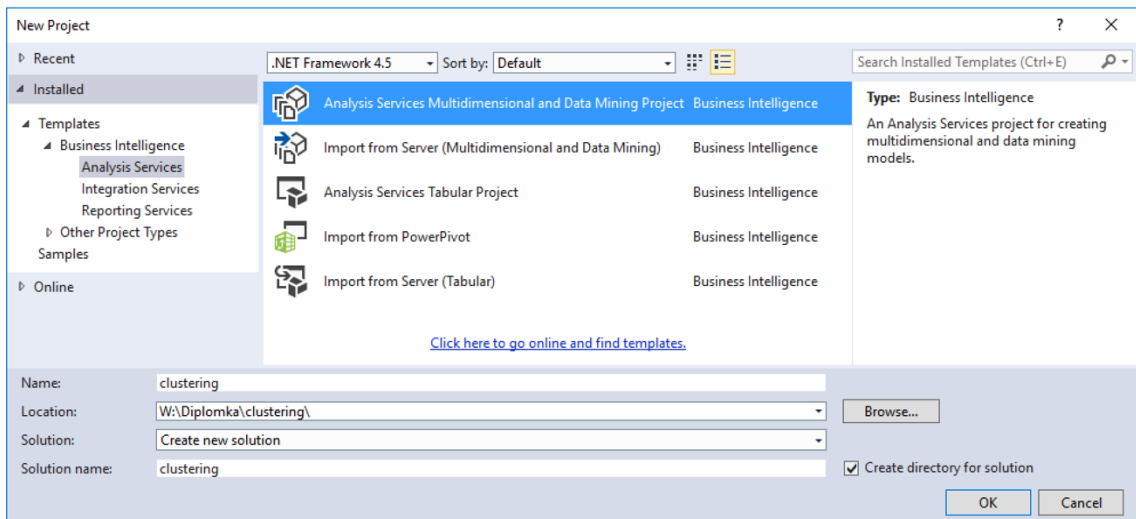 New Project
Recent
.NET Framework 4.5
Sort by: Default
Search Installed Templates (Ctrl+E)
Installed
Templates
Business Intelligence
Analysis Services
Integration Services
Reporting Services
Other Project Types
Samples
Online
Analysis Services Multidimensional and Data Mining Project Business Intelligence
Import from Server (Multidimensional and Data Mining) Business Intelligence
Analysis Services Tabular Project Business Intelligence
Import from PowerPivot Business Intelligence
Import from Server (Tabular) Business Intelligence
Click here to go online and find templates.
Type: Business Intelligence
An Analysis Services project for creating
multidimensional and data mining
models.
Name: clustering
Location: W:\Diplomka\clustering\
Browse...
Solution: Create new solution
Solution name: clustering
Create directory for solution
OK
Cancel